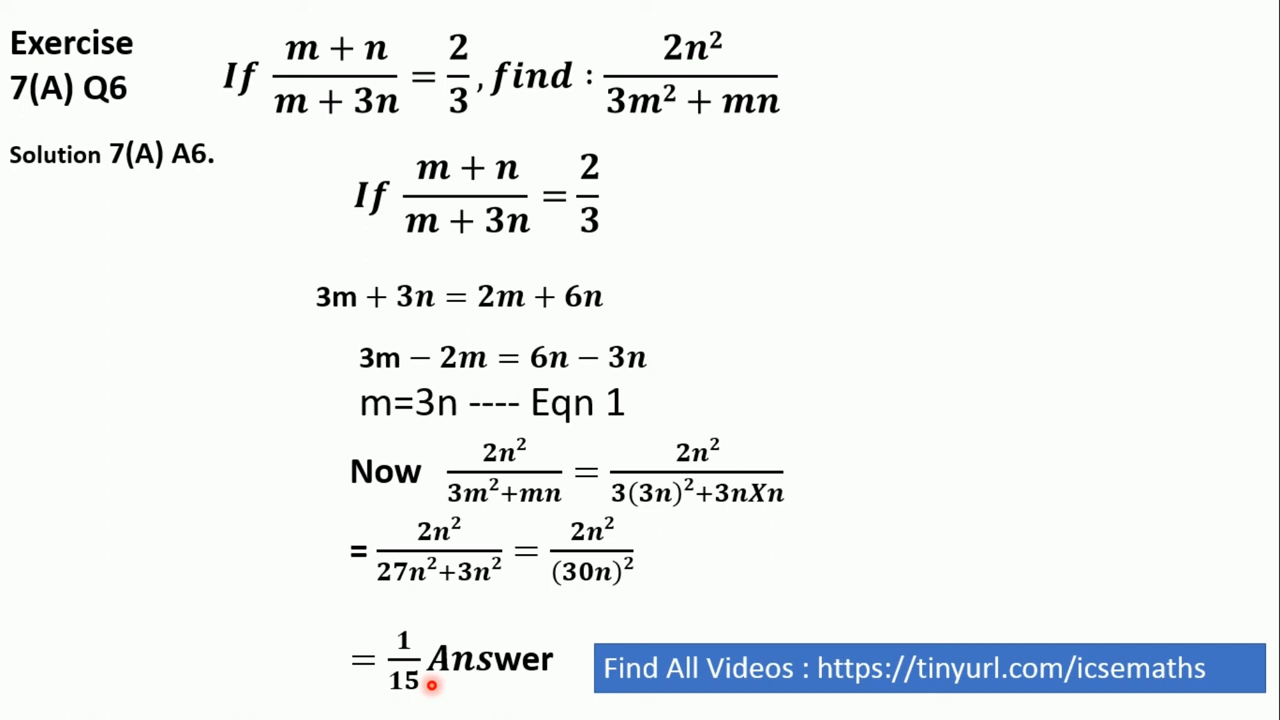 Exercise
7(A) Q6
If (m + n)/(m + 3n) = 2/3, find : 2n²/(3m² + mn)
Solution 7(A) A6.
If (m + n)/(m + 3n) = 2/3
3m + 3n = 2m + 6n
3m − 2m = 6n − 3n
m=3n ---- Eqn 1
Now 2n²/(3m²+mn) = 2n²/(3(3n)²+3nXn)
= 2n²/(27n²+3n²) = 2n²/(30n)²
= 1/15 Answer
Find All Videos : https://tinyurl.com/icsemaths